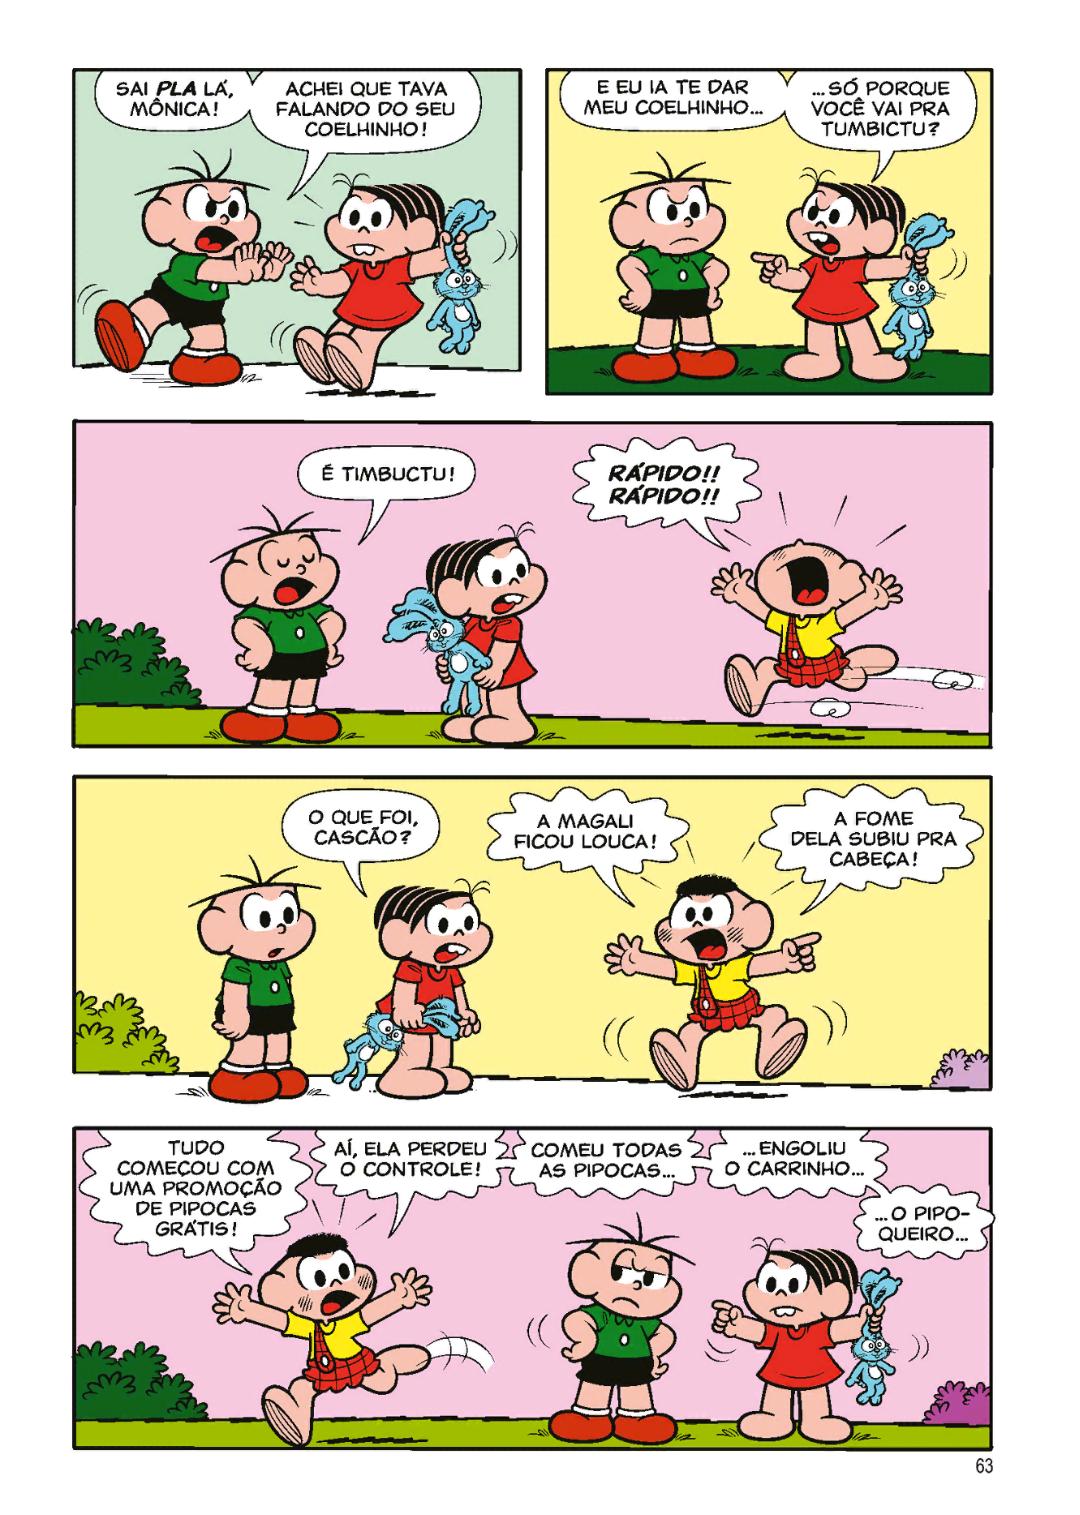 SAI PLA LÁ,
MÔNICA!
ACHEI QUE TAVA
FALANDO DO SEU
COELHINHO!
E EU IA TE DAR
MEU COELHINHO...
...SÓ PORQUE
VOCÊ VAI PRA
TUMBICTU?
É TIMBUCTU!
RÁPIDO!!
RÁPIDO!!
O QUE FOI,
CASCÃO?
A MAGALI
FICOU LOUCA!
A FOME
DELA SUBIU PRA
CABEÇA!
TUDO
COMEÇOU COM
UMA PROMOÇÃO
DE PIPOCAS
GRÁTIS!
AÍ, ELA PERDEU
O CONTROLE!
COMEU TODAS
AS PIPOCAS...
...ENGOLIU
O CARRINHO...
...O PIPO-
QUEIRO...
63